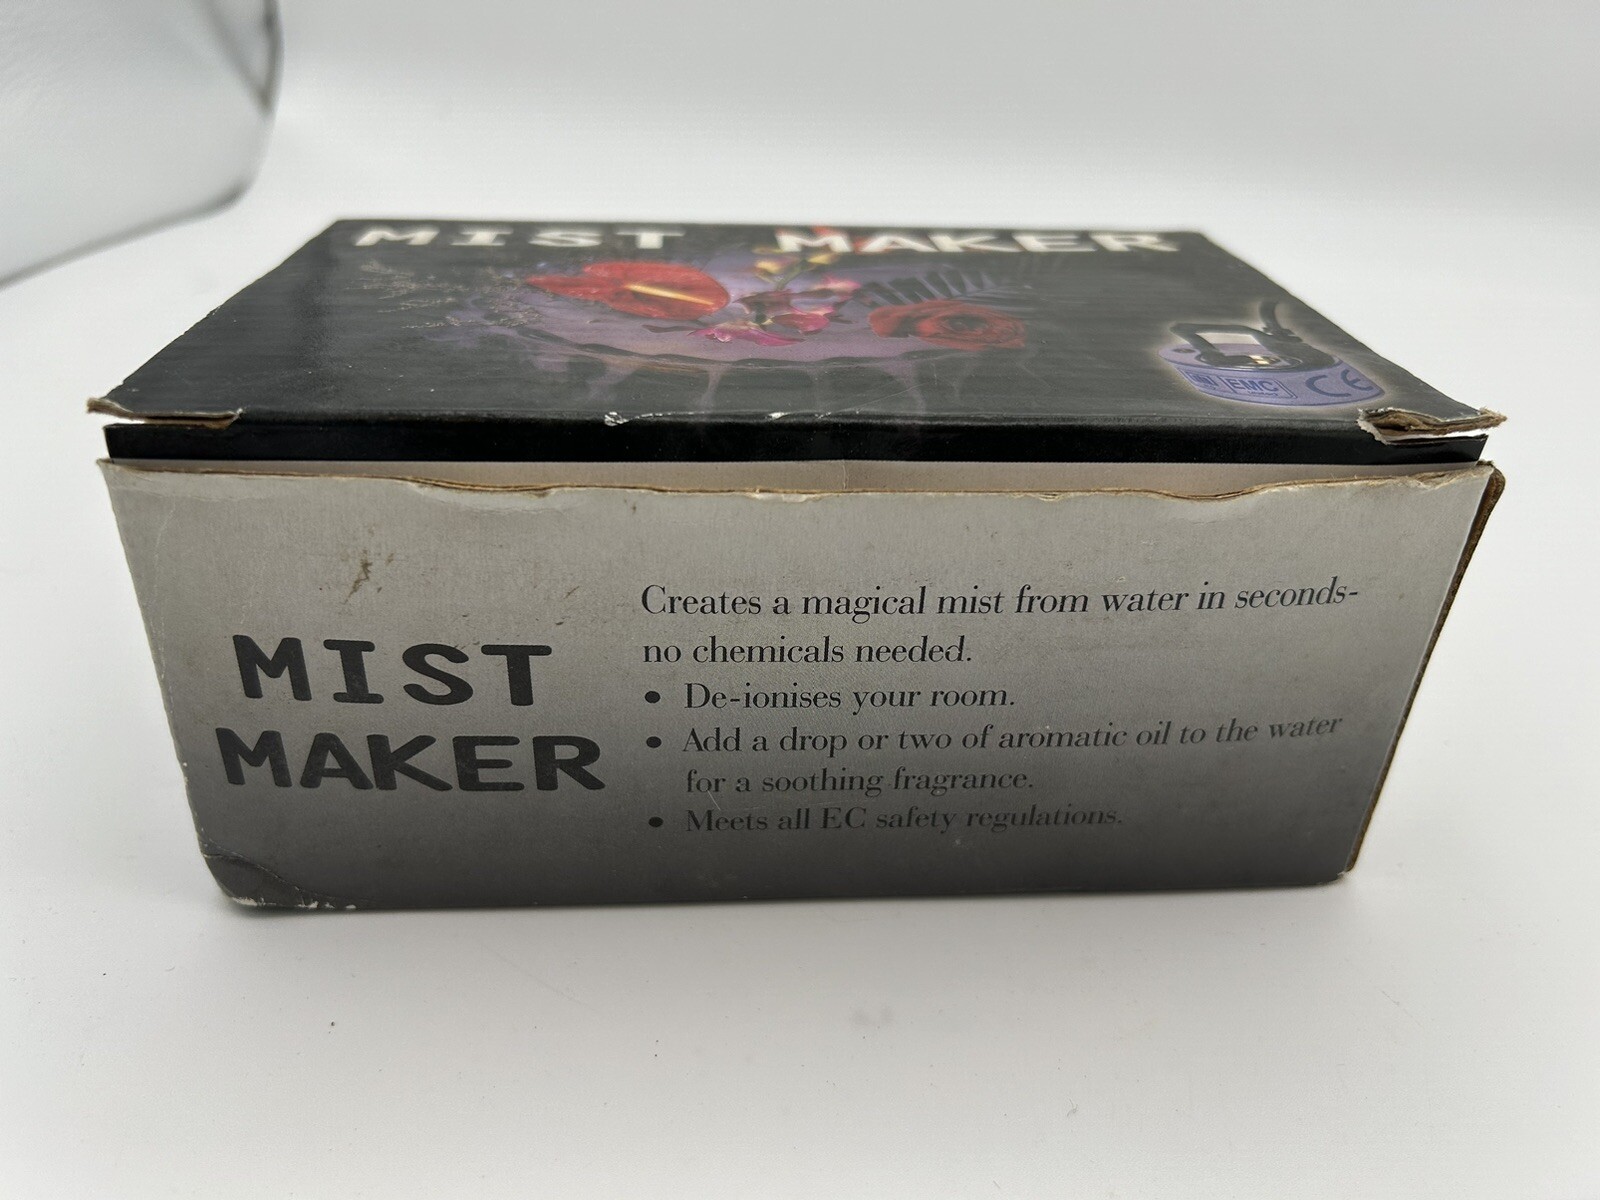 MIST MAKER
EMC
CE
MIST
MAKER
Creates a magical mist from water in seconds-
no chemicals needed.
• De-ionises your room.
• Add a drop or two of aromatic oil to the water
for a soothing fragrance.
• Meets all EC safety regulations.